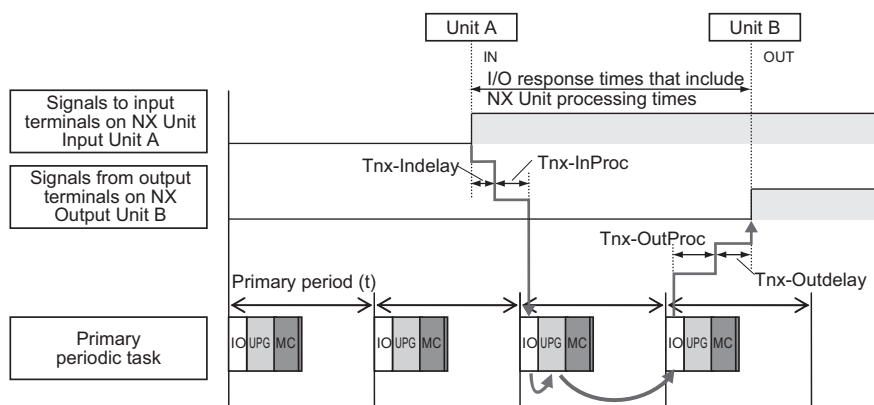 Unit A
Unit B
IN
OUT
I/O response times that include
NX Unit processing times
Signals to input
terminals on NX Unit
Input Unit A
Tnx-Indelay
Tnx-InProc
Signals from output
terminals on NX
Output Unit B
Tnx-OutProc
Tnx-Outdelay
Primary period (t)
Primary
periodic task
IO UPG MC
IO UPG MC
IO UPG MC
IO UPG MC